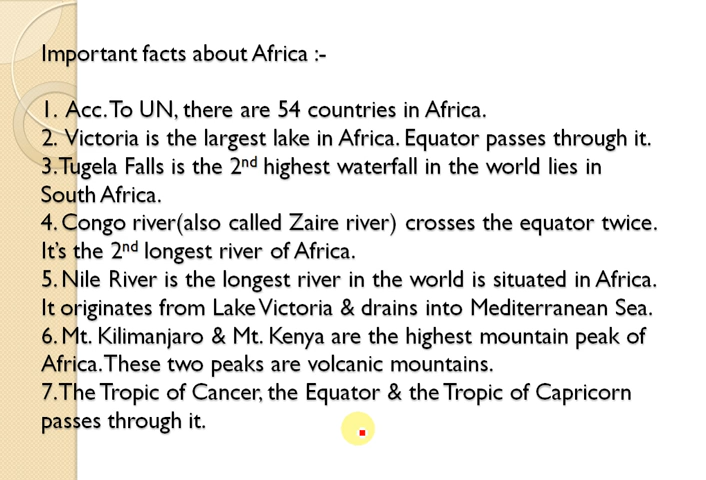 Important facts about Africa :-
1. Acc. To UN, there are 54 countries in Africa.
2. Victoria is the largest lake in Africa. Equator passes through it.
3. Tugela Falls is the 2nd highest waterfall in the world lies in
South Africa.
4. Congo river(also called Zaire river) crosses the equator twice.
It's the 2nd longest river of Africa.
5. Nile River is the longest river in the world is situated in Africa.
It originates from Lake Victoria & drains into Mediterranean Sea.
6. Mt. Kilimanjaro & Mt. Kenya are the highest mountain peak of
Africa. These two peaks are volcanic mountains.
7. The Tropic of Cancer, the Equator & the Tropic of Capricorn
passes through it.